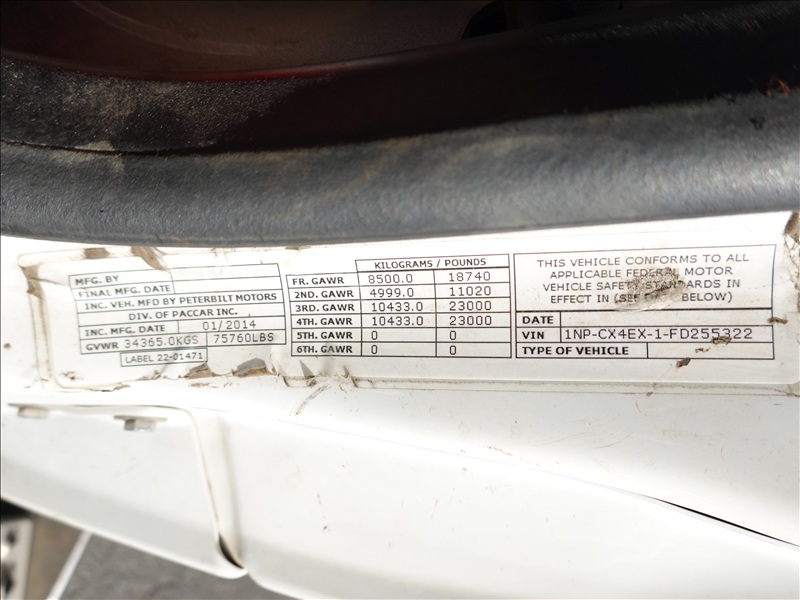 MFG. BY
FINAL MFG. DATE
INC. VEH. MFD BY PETERBILT MOTORS
DIV. OF PACCAR INC.
INC. MFG. DATE 01/2014
GVWR 34365.0KGS 75760LBS
LABEL 22-01471
KILOGRAMS / POUNDS
FR. GAWR 8500.0 18740
2ND. GAWR 4999.0 11020
3RD. GAWR 10433.0 23000
4TH. GAWR 10433.0 23000
5TH. GAWR 0 0
6TH. GAWR 0 0
THIS VEHICLE CONFORMS TO ALL
APPLICABLE FEDERAL MOTOR
VEHICLE SAFETY STANDARDS IN
EFFECT IN (SEE BELOW)
DATE
VIN 1NP-CX4EX-1-FD255322
TYPE OF VEHICLE